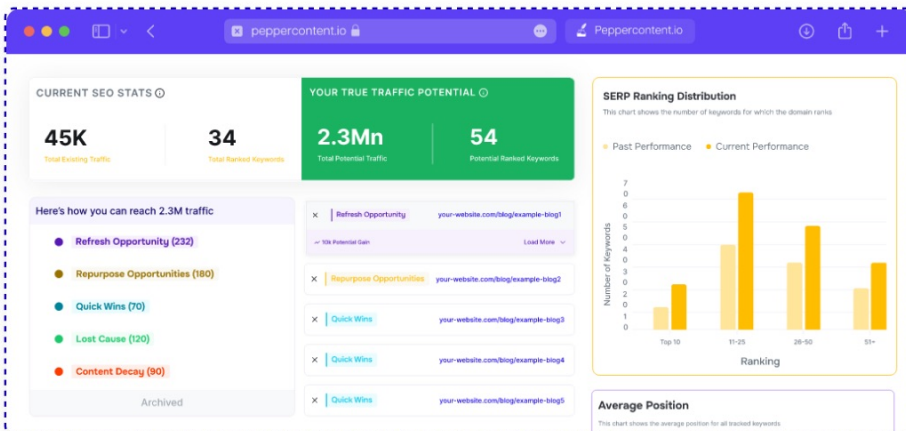 peppercontent.io
Peppercontent.io
CURRENT SEO STATS
45K
Total Existing Traffic
34
Total Ranked Keywords
YOUR TRUE TRAFFIC POTENTIAL
2.3Mn
Total Potential Traffic
54
Potential Ranked Keywords
Here's how you can reach 2.3M traffic
Refresh Opportunity (232)
Repurpose Opportunities (180)
Quick Wins (70)
Lost Cause (120)
Content Decay (90)
Archived
Refresh Opportunity
your-website.com/blog/example-blog1
10k Potential Gain
Load More
Repurpose Opportunities
your-website.com/blog/example-blog2
Quick Wins
your-website.com/blog/example-blog3
Quick Wins
your-website.com/blog/example-blog4
Quick Wins
your-website.com/blog/example-blog5
SERP Ranking Distribution
This chart shows the number of keywords for which the domain ranks
Past Performance
Current Performance
Number of Keywords
7
0
6
0
5
0
4
0
3
0
2
0
1
0
Top 10
11-25
26-50
51+
Ranking
Average Position
This chart shows the average position for all tracked keywords